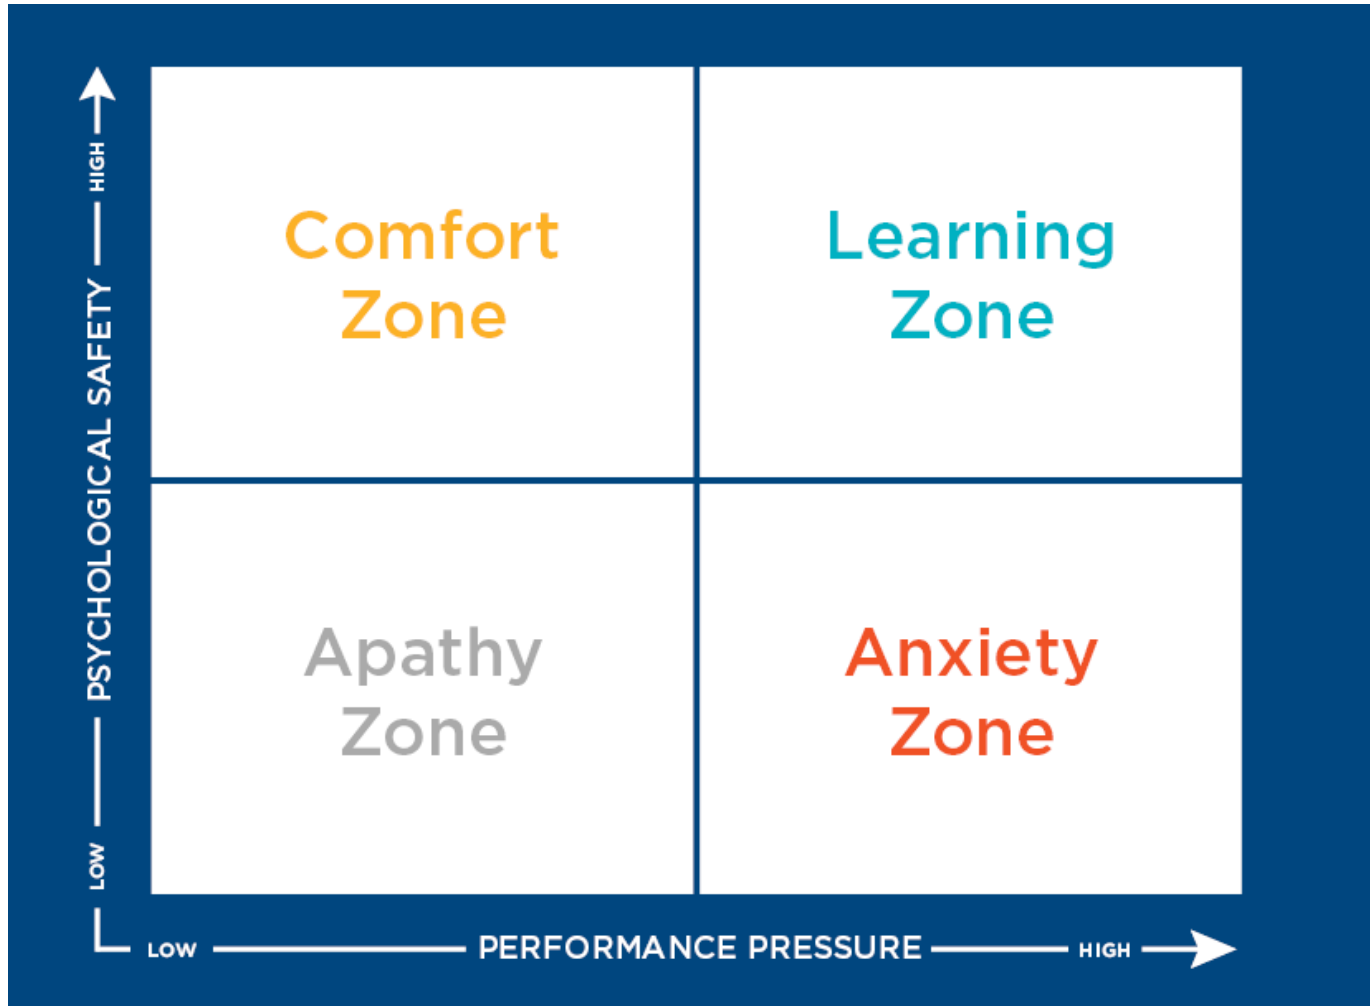 HIGH
PSYCHOLOGICAL SAFETY
LOW
Comfort
Zone
Learning
Zone
Apathy
Zone
Anxiety
Zone
LOW
PERFORMANCE PRESSURE
HIGH